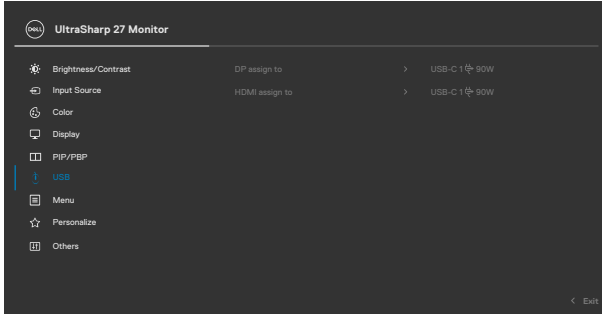 DELL UltraSharp 27 Monitor
Brightness/Contrast DP assign to > USB-C 1 90W
Input Source HDMI assign to > USB-C 1 90W
Color
Display
PIP/PBP
USB
Menu
Personalize
Others
< Exit